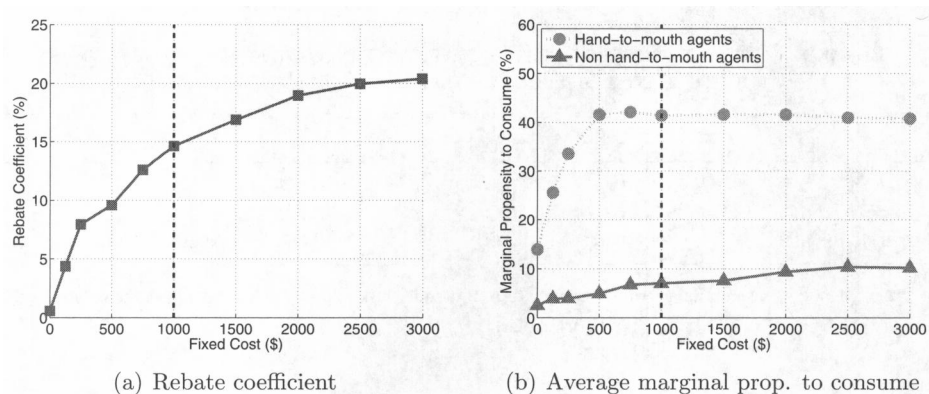 25
20
15
10
5
0
Rebate Coefficient (%)
0 500 1000 1500 2000 2500 3000
Fixed Cost ($)
(a) Rebate coefficient
60
50
40
30
20
10
0
Marginal Propensity to Consume (%)
Hand−to−mouth agents
Non hand−to−mouth agents
0 500 1000 1500 2000 2500 3000
Fixed Cost ($)
(b) Average marginal prop. to consume